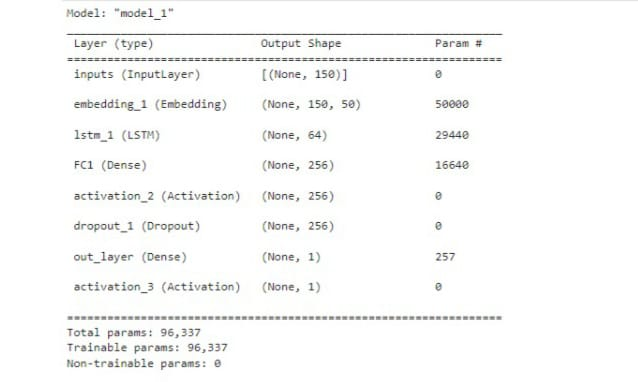 Model: "model_1"
Layer (type) Output Shape Param #
inputs (InputLayer) [(None, 150)] 0
embedding_1 (Embedding) (None, 150, 50) 50000
lstm_1 (LSTM) (None, 64) 29440
FC1 (Dense) (None, 256) 16640
activation_2 (Activation) (None, 256) 0
dropout_1 (Dropout) (None, 256) 0
out_layer (Dense) (None, 1) 257
activation_3 (Activation) (None, 1) 0
Total params: 96,337
Trainable params: 96,337
Non-trainable params: 0